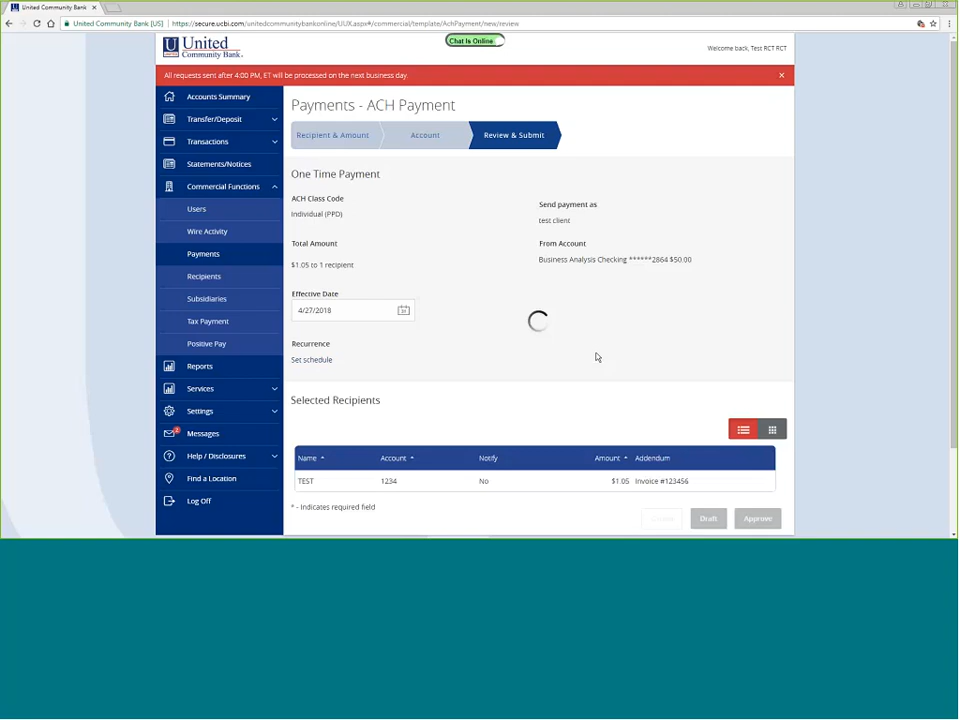 United Community Bank
United Community Bank [US] | https://secure.ucbi.com/unitedcommunitybankonline/UUX.aspx#/commercial/template/AchPayment/new/review
United
Community Bank
Chat Is Online
Welcome back, Test RCT RCT
All requests sent after 4:00 PM, ET will be processed on the next business day.
Accounts Summary
Transfer/Deposit
Transactions
Statements/Notices
Commercial Functions
Users
Wire Activity
Payments
Recipients
Subsidiaries
Tax Payment
Positive Pay
Reports
Services
Settings
2
Messages
Help / Disclosures
Find a Location
Log Off
Payments - ACH Payment
Recipient & Amount Account Review & Submit
One Time Payment
ACH Class Code
Individual (PPD)
Send payment as
test client
Total Amount
$1.05 to 1 recipient
From Account
Business Analysis Checking ******2864 $50.00
Effective Date
4/27/2018
Recurrence
Set schedule
Selected Recipients
Name Account Notify Amount Addendum
TEST 1234 No $1.05 Invoice #123456
* - Indicates required field
Draft Approve